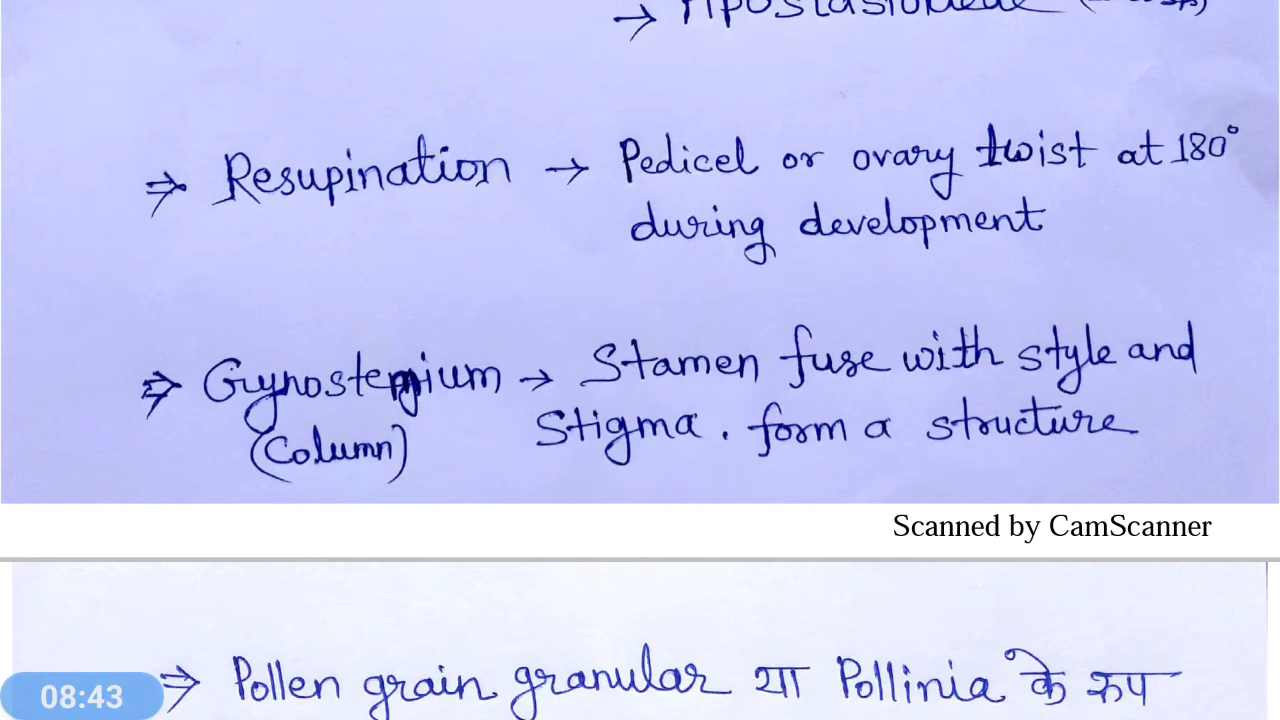 ⇒ Resupination → Pedicel or ovary twist at 180°
during development
⇒ Gynostemium → Stamen fuse with style and
(Column) Stigma. form a structure
Scanned by CamScanner
⇒ Pollen grain granular या Pollinia के रुप
08:43